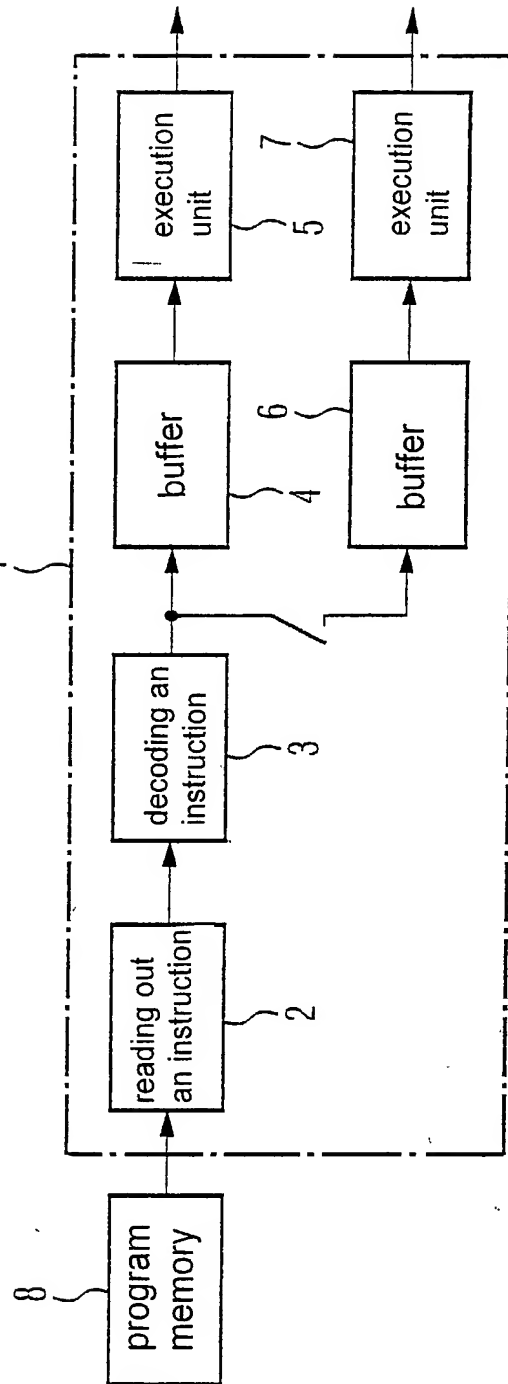 8
program
memory
reading out
an instruction
2
decoding an
instruction
3
buffer
4
execution
unit
5
6
buffer
7
execution
unit